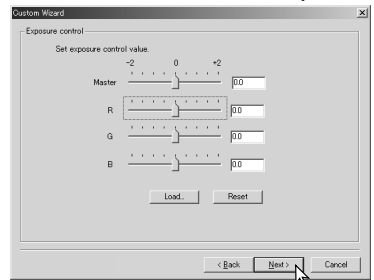 Custom Wizard
Exposure control
Set exposure control value.
-2 0 +2
Master 0.0
R 0.0
G 0.0
B 0.0
Load... Reset
< Back Next > Cancel